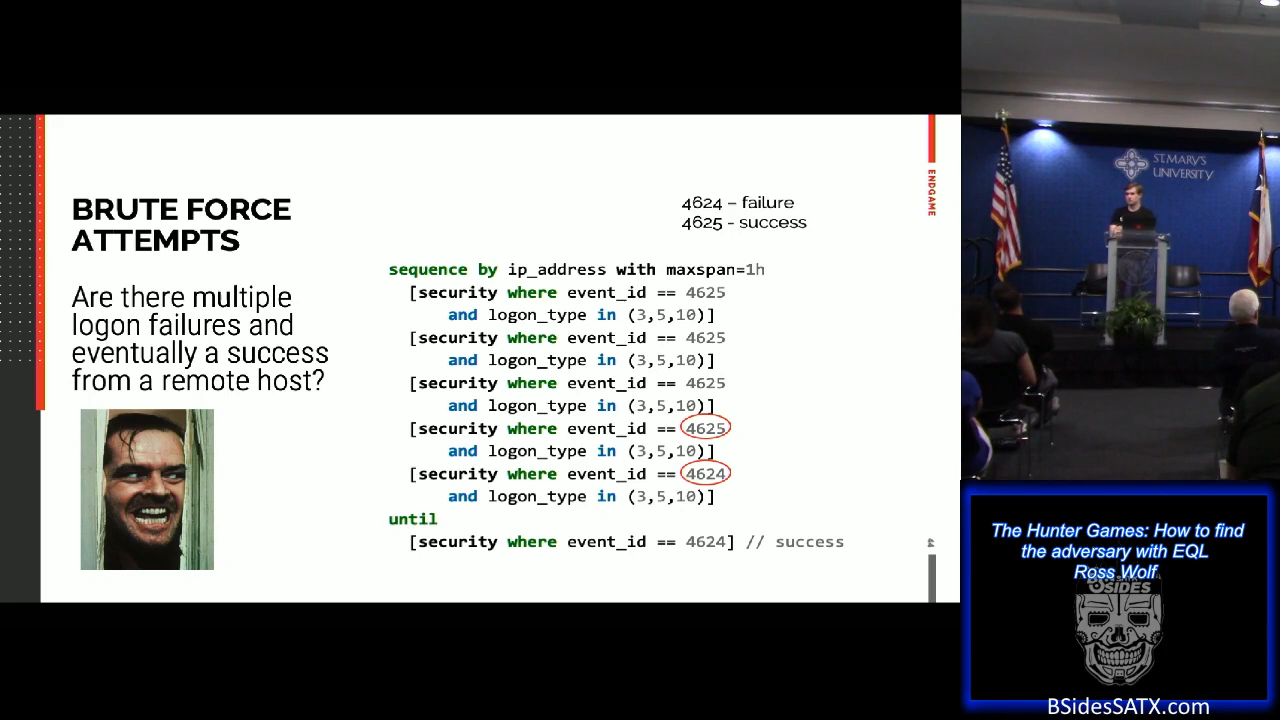 BRUTE FORCE
ATTEMPTS
Are there multiple
logon failures and
eventually a success
from a remote host?
4624 – failure
4625 - success
sequence by ip_address with maxspan=1h
[security where event_id == 4625
and logon_type in (3,5,10)]
[security where event_id == 4625
and logon_type in (3,5,10)]
[security where event_id == 4625
and logon_type in (3,5,10)]
[security where event_id == 4625
and logon_type in (3,5,10)]
[security where event_id == 4624
and logon_type in (3,5,10)]
until
[security where event_id == 4624] // success
ENDGAME
ST. MARY'S
UNIVERSITY
The Hunter Games: How to find
the adversary with EQL
Ross Wolf
BSIDES
SATX
BSidesSATX.com